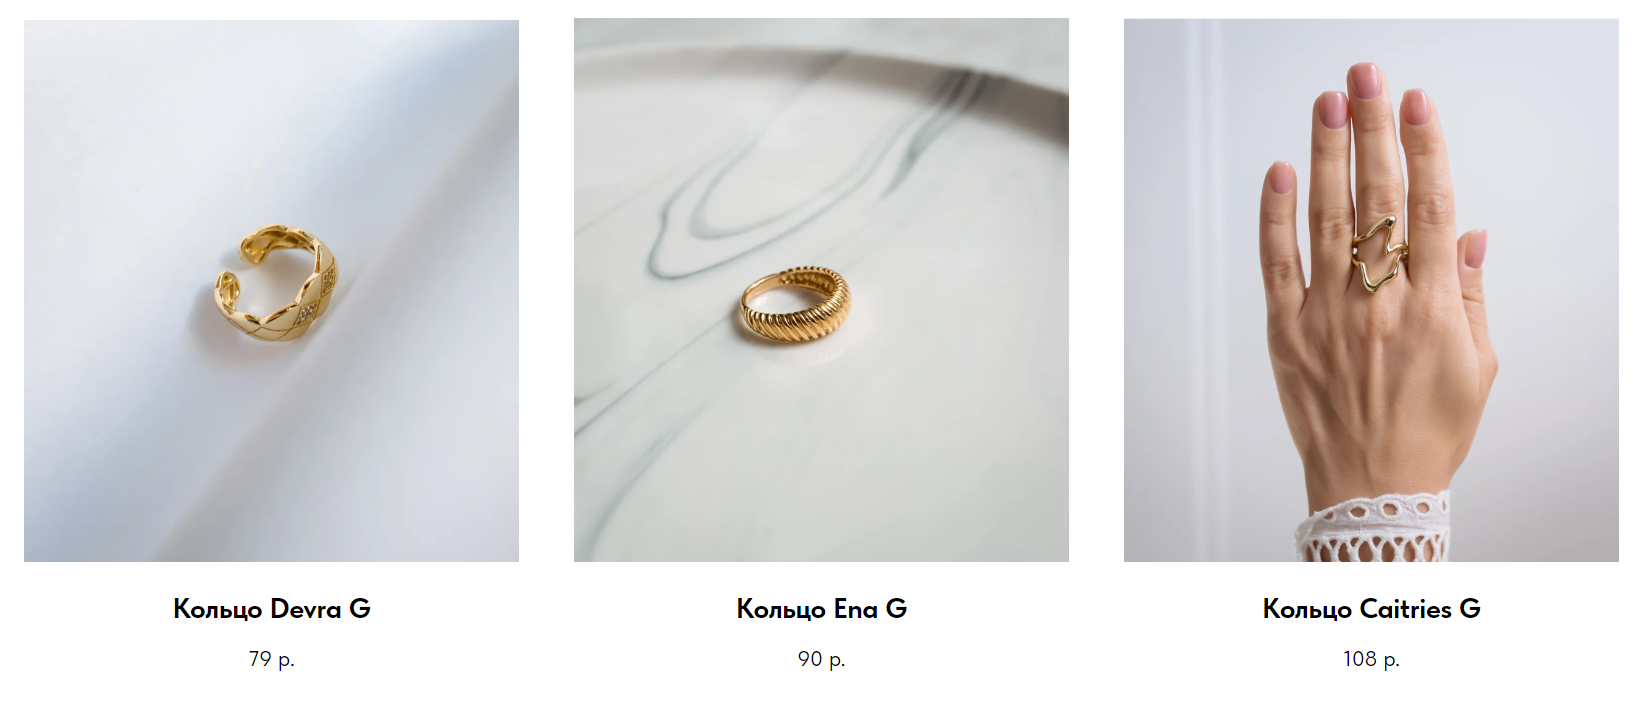 Кольцо Devra G
79 р.
Кольцо Ena G
90 р.
Кольцо Caitries G
108 р.